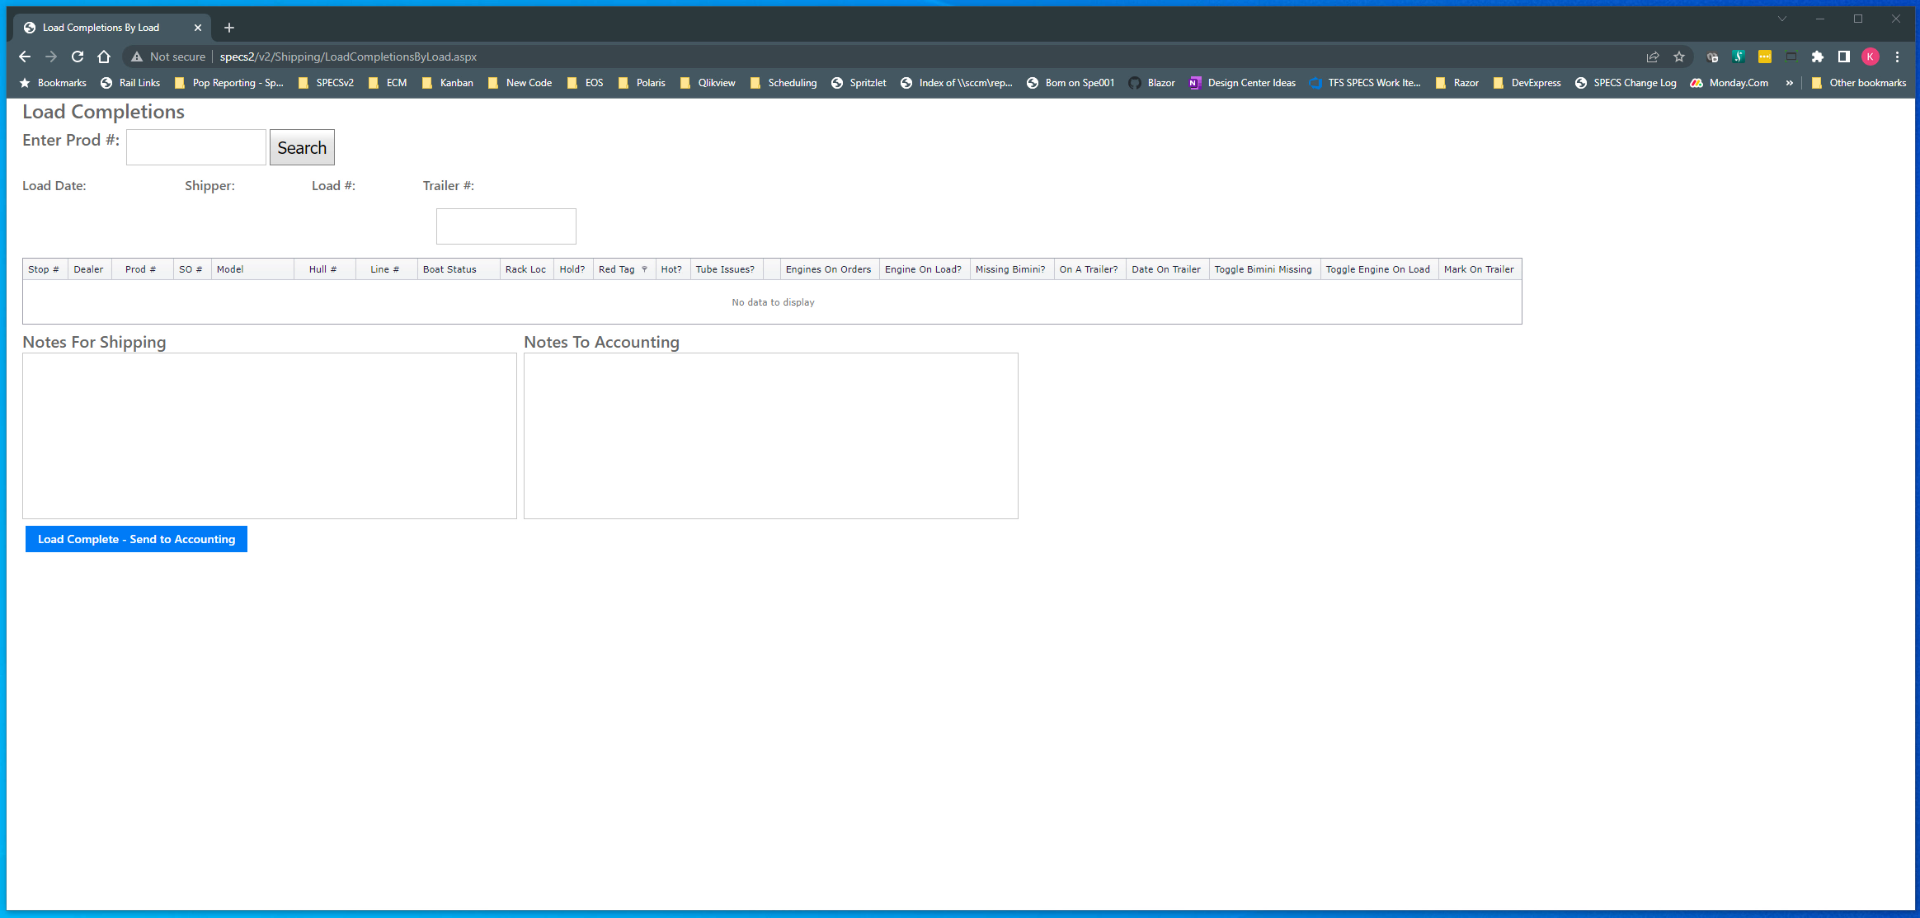 Load Completions By Load
Not secure specs2/v2/Shipping/LoadCompletionsByLoad.aspx K
Bookmarks Rail Links Pop Reporting - Sp... SPECSv2 ECM Kanban New Code EOS Polaris Qlikview Scheduling Spritzlet Index of \\sccm\rep... Born on Spe001 Blazor Design Center Ideas TFS SPECS Work Ite... Razor DevExpress SPECS Change Log Monday.Com » Other bookmarks
Load Completions
Enter Prod #: Search
Load Date: Shipper: Load #: Trailer #:
Stop # Dealer Prod # SO # Model Hull # Line # Boat Status Rack Loc Hold? Red Tag Hot? Tube Issues? Engines On Orders Engine On Load? Missing Bimini? On A Trailer? Date On Trailer Toggle Bimini Missing Toggle Engine On Load Mark On Trailer
No data to display
Notes For Shipping Notes To Accounting
Load Complete - Send to Accounting